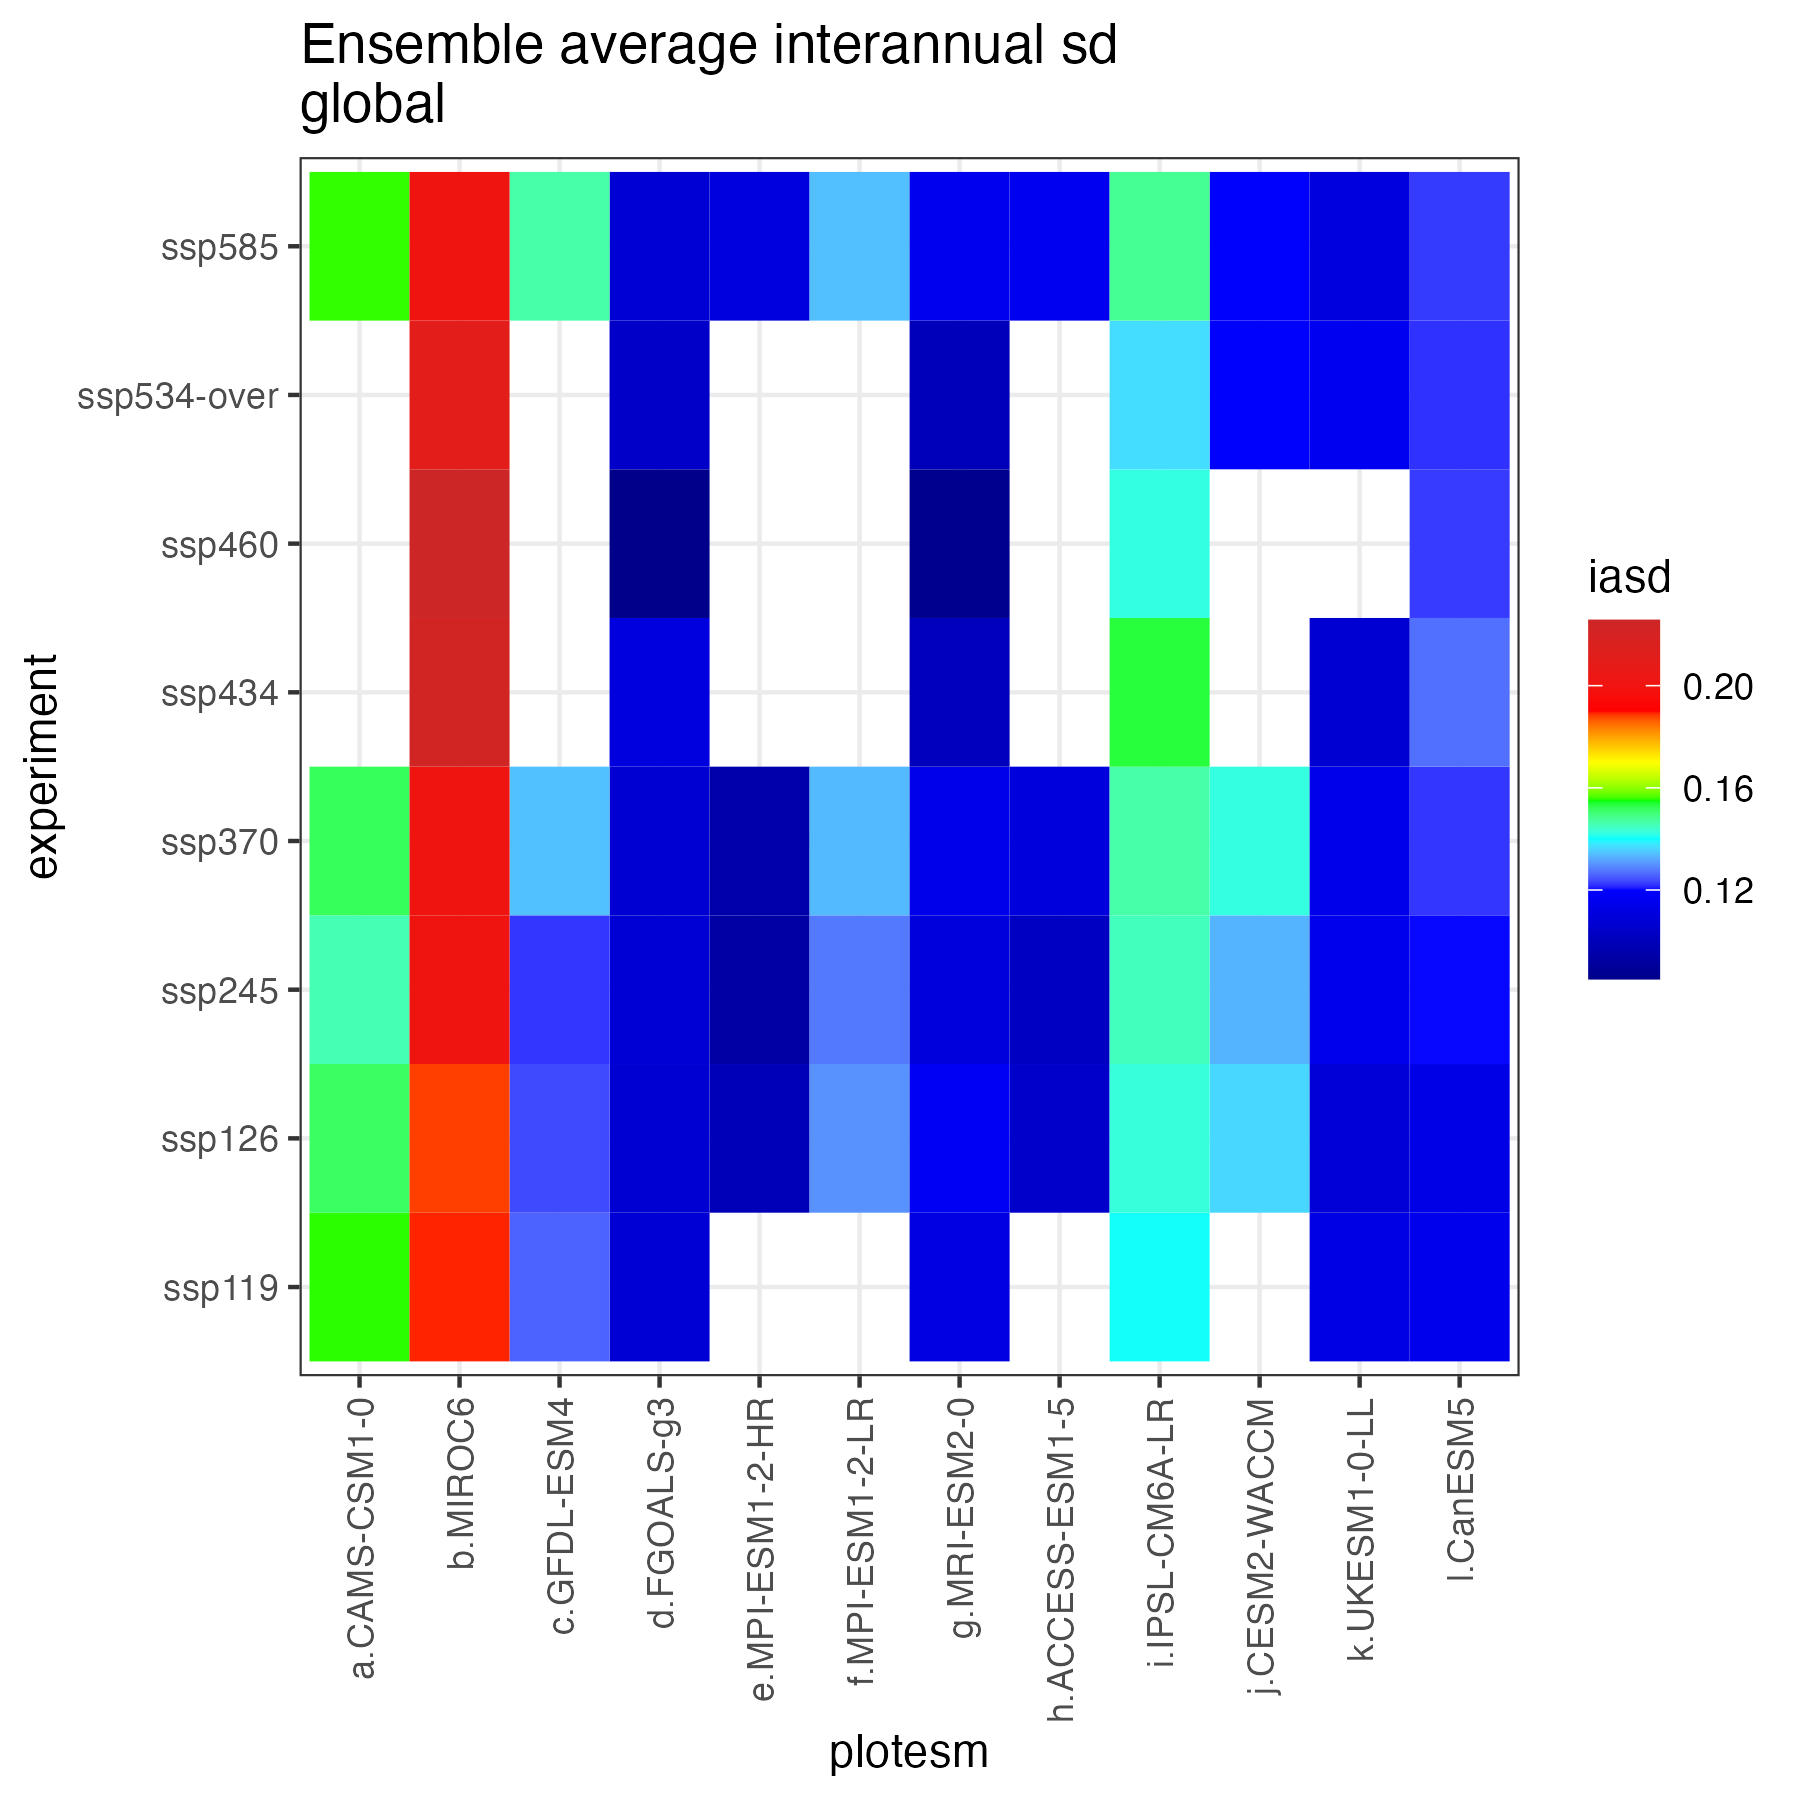 Ensemble average interannual sd
global
experiment
ssp585
ssp534-over
ssp460
ssp434
ssp370
ssp245
ssp126
ssp119
a.CAMS-CSM1-0
b.MIROC6
c.GFDL-ESM4
d.FGOALS-g3
e.MPI-ESM1-2-HR
f.MPI-ESM1-2-LR
g.MRI-ESM2-0
h.ACCESS-ESM1-5
i.IPSL-CM6A-LR
j.CESM2-WACCM
k.UKESM1-0-LL
l.CanESM5
plotesm
iasd
0.20
0.16
0.12